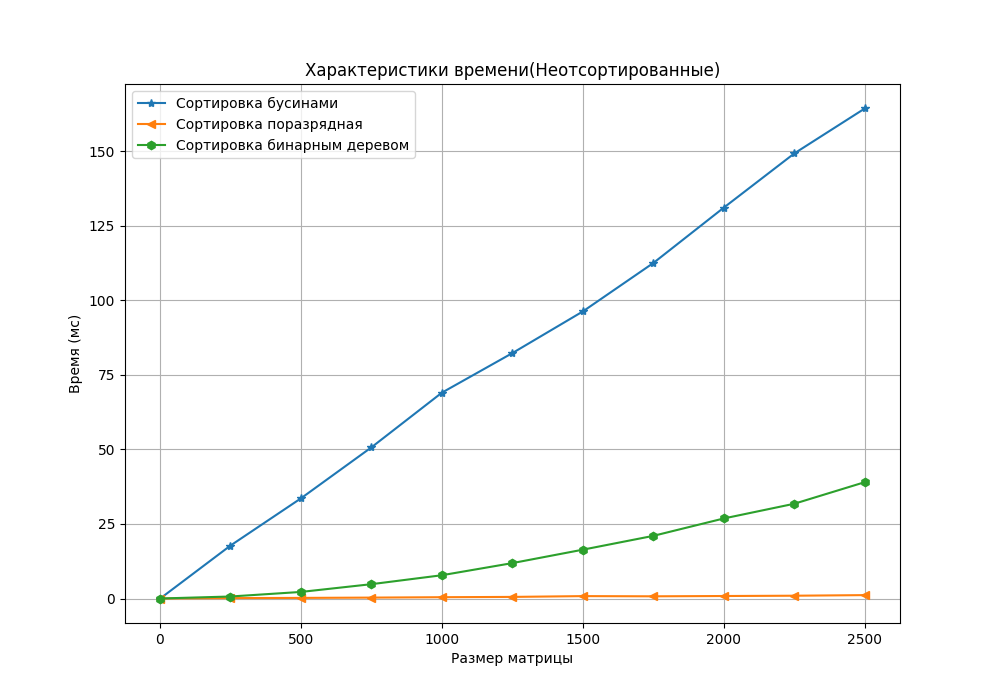 Характеристики времени(Неотсортированные)
Сортировка бусинами
Сортировка поразрядная
Сортировка бинарным деревом
Время (мс)
150
125
100
75
50
25
0
0 500 1000 1500 2000 2500
Размер матрицы